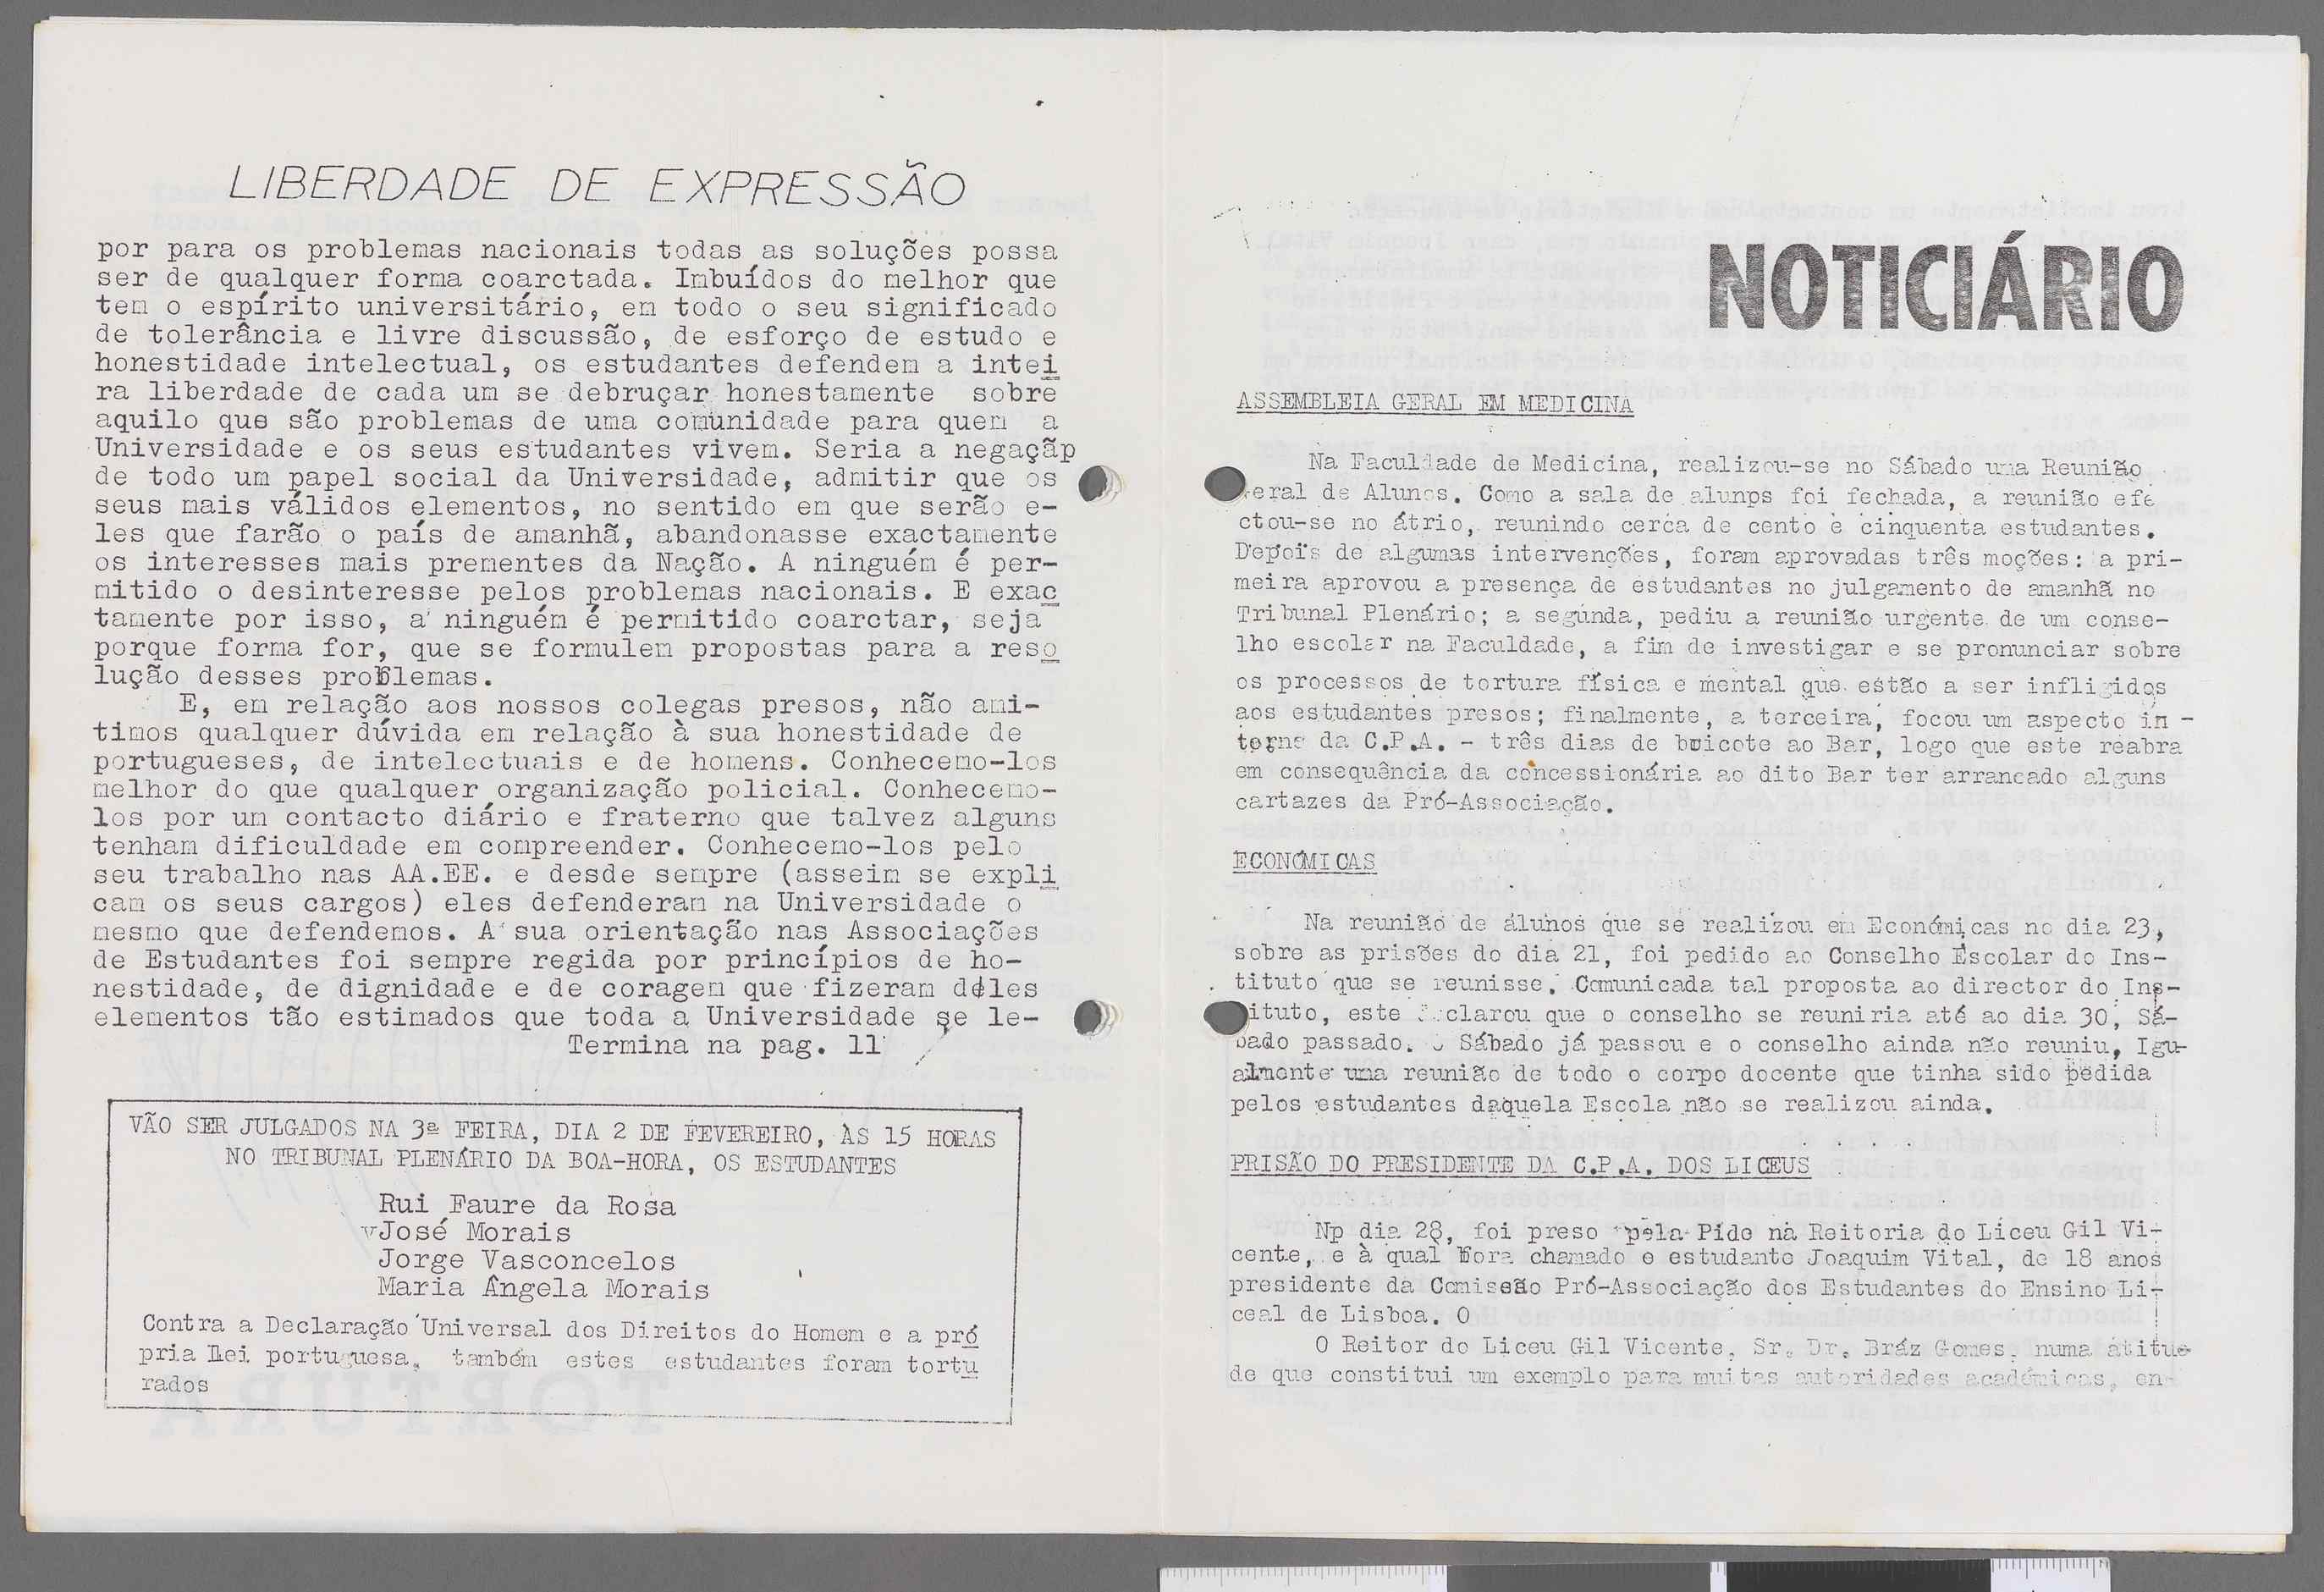 LIBERDADE DE EXPRESSÃO
por para os problemas nacionais todas as soluções possa
ser de qualquer forma coarctada. Imbuídos do melhor que
tem o espírito universitário, em todo o seu significado
de tolerância e livre discussão, de esforço de estudo e
honestidade intelectual, os estudantes defendem a intei
ra liberdade de cada um se debruçar honestamente sobre
aquilo que são problemas de uma comunidade para quem a
Universidade e os seus estudantes vivem. Seria a negaçãp
de todo um papel social da Universidade, admitir que os
seus mais válidos elementos, no sentido em que serão e-
les que farão o país de amanhã, abandonasse exactamente
os interesses mais prementes da Nação. A ninguém é per-
mitido o desinteresse pelos problemas nacionais. E exac
tamente por isso, a ninguém é permitido coarctar, seja
porque forma for, que se formulem propostas para a reso
lução desses problemas.
E, em relação aos nossos colegas presos, não ami-
timos qualquer dúvida em relação à sua honestidade de
portugueses, de intelectuais e de homens. Conhecemo-los
melhor do que qualquer organização policial. Conhecemo-
los por um contacto diário e fraterno que talvez alguns
tenham dificuldade em compreender. Conhecemo-los pelo
seu trabalho nas AA.EE. e desde sempre (asseim se expli
cam os seus cargos) eles defenderam na Universidade o
mesmo que defendemos. A sua orientação nas Associações
de Estudantes foi sempre regida por princípios de ho-
nestidade, de dignidade e de coragem que fizeram deles
elementos tão estimados que toda a Universidade se le-
Termina na pag. 11
VÃO SER JULGADOS NA 3ª FEIRA, DIA 2 DE FEVEREIRO, ÀS 15 HORAS
NO TRIBUNAL PLENÁRIO DA BOA-HORA, OS ESTUDANTES
Rui Faure da Rosa
José Morais
Jorge Vasconcelos
Maria Ângela Morais
Contra a Declaração Universal dos Direitos do Homem e a pró
pria Lei portuguesa, também estes estudantes foram tortu
rados
NOTICIÁRIO
ASSEMBLEIA GERAL EM MEDICINA
Na Faculdade de Medicina, realizou-se no Sábado uma Reunião
eral de Alunos. Como a sala de alunps foi fechada, a reunião efe
ctou-se no átrio, reunindo cerca de cento e cinquenta estudantes.
Depois de algumas intervenções, foram aprovadas três moções: a pri-
meira aprovou a presença de estudantes no julgamento de amanhã no
Tribunal Plenário; a segunda, pediu a reunião urgente de um conse-
lho escolar na Faculdade, a fim de investigar e se pronunciar sobre
os processos de tortura física e mental que estão a ser infligidos
aos estudantes presos; finalmente, a terceira, focou um aspecto in -
terno da C.P.A. - três dias de boicote ao Bar, logo que este reabra
em consequência da concessionária ao dito Bar ter arrancado alguns
cartazes da Pró-Associação.
ECONÓMICAS
Na reunião de alunos que se realizou em Económicas no dia 23,
sobre as prisões do dia 21, foi pedido ao Conselho Escolar do Ins-
tituto que se reunisse. Comunicada tal proposta ao director do Ins-
ituto, este declarou que o conselho se reuniria até ao dia 30, Sá-
bado passado. O Sábado já passou e o conselho ainda não reuniu, Igu-
almente uma reunião de todo o corpo docente que tinha sido pedida
pelos estudantes daquela Escola não se realizou ainda.
PRISÃO DO PRESIDENTE DA C.P.A. DOS LICEUS
Np dia 28, foi preso pela Pide na Reitoria do Liceu Gil Vi-
cente, e à qual fora chamado o estudante Joaquim Vital, de 18 anos
presidente da Comissão Pró-Associação dos Estudantes do Ensino Li-
ceal de Lisboa. O
O Reitor do Liceu Gil Vicente, Sr. Dr. Bráz Gomes, numa atitu-
de que constitui um exemplo para muitas autoridades académicas, en-